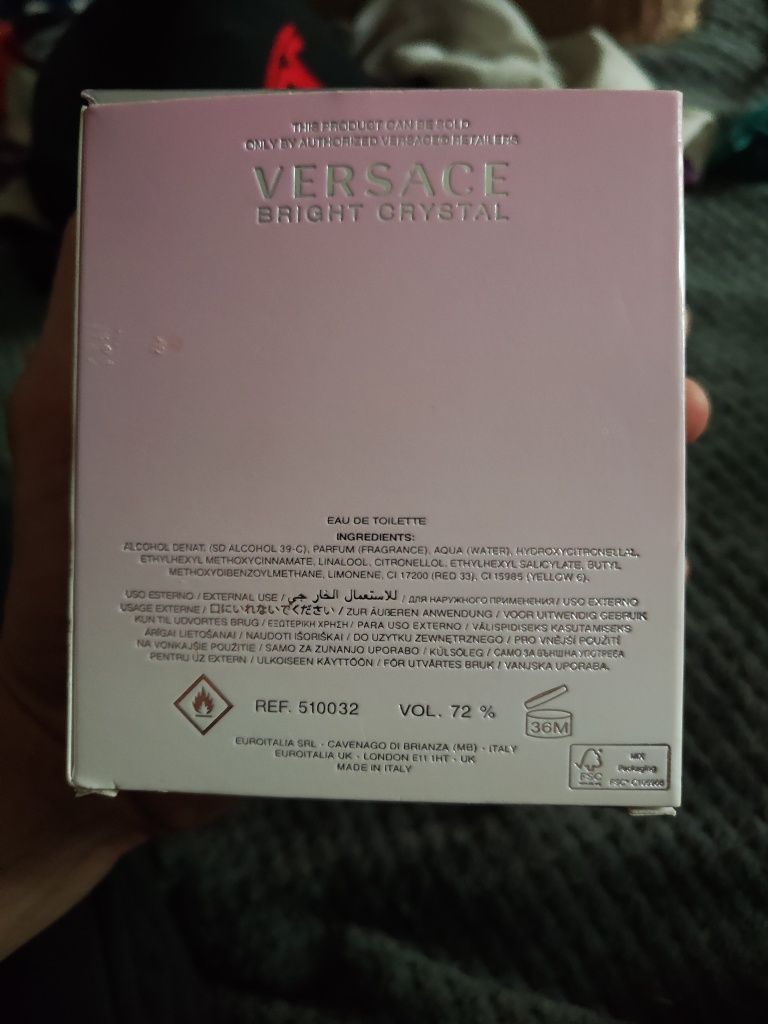 THIS PRODUCT CAN BE SOLD
ONLY BY AUTHORIZED VERSACE® RETAILERS
VERSACE
BRIGHT CRYSTAL
EAU DE TOILETTE
INGREDIENTS:
ALCOHOL DENAT. (SD ALCOHOL 39-C), PARFUM (FRAGRANCE), AQUA (WATER), HYDROXYCITRONELLAL,
ETHYLHEXYL METHOXYCINNAMATE, LINALOOL, CITRONELLOL, ETHYLHEXYL SALICYLATE, BUTYL
METHOXYDIBENZOYLMETHANE, LIMONENE, CI 17200 (RED 33), CI 15985 (YELLOW 6).
USO ESTERNO / EXTERNAL USE / للاستعمال الخارجي / ДЛЯ НАРУЖНОГО ПРИМЕНЕНИЯ / USO EXTERNO
USAGE EXTERNE / 口にいれないでください / ZUR ÄUßEREN ANWENDUNG / VOOR UITWENDIG GEBRUIK
KUN TIL UDVORTES BRUG / ΕΞΩΤΕΡΙΚΗ ΧΡΗΣΗ / PARA USO EXTERNO / VÄLISPIDISEKS KASUTAMISEKS
ĀRĪGAI LIETOŠANAI / NAUDOTI IŠORIŠKAI / DO UŻYTKU ZEWNĘTRZNEGO / PRO VNĚJŠÍ POUŽITÍ
NA VONKAJŠIE POUŽITIE / SAMO ZA ZUNANJO UPORABO / KÜLSŐLEG / САМО ЗА ВЪНШНА УПОТРЕБА
PENTRU UZ EXTERN / ULKOISEEN KÄYTTÖÖN / FÖR UTVÄRTES BRUK / VANJSKA UPORABA.
REF. 510032 VOL. 72 % 36M
EUROITALIA SRL - CAVENAGO DI BRIANZA (MB) - ITALY
EUROITALIA UK - LONDON E11 1HT - UK
MADE IN ITALY
FSC
MIX
Packaging